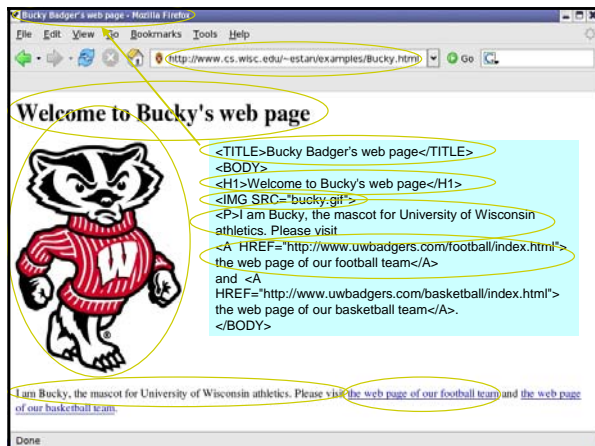 Bucky Badger's web page - Mozilla Firefox
File Edit View Go Bookmarks Tools Help
http://www.cs.wisc.edu/~estan/examples/Bucky.html Go G
Welcome to Bucky's web page
<TITLE>Bucky Badger's web page</TITLE>
<BODY>
<H1>Welcome to Bucky's web page</H1>
<IMG SRC="bucky.gif">
<P>I am Bucky, the mascot for University of Wisconsin
athletics. Please visit
<A HREF="http://www.uwbadgers.com/football/index.html">
the web page of our football team</A>
and <A
HREF="http://www.uwbadgers.com/basketball/index.html">
the web page of our basketball team</A>.
</BODY>
W
I am Bucky, the mascot for University of Wisconsin athletics. Please visit the web page of our football team and the web page
of our basketball team.
Done